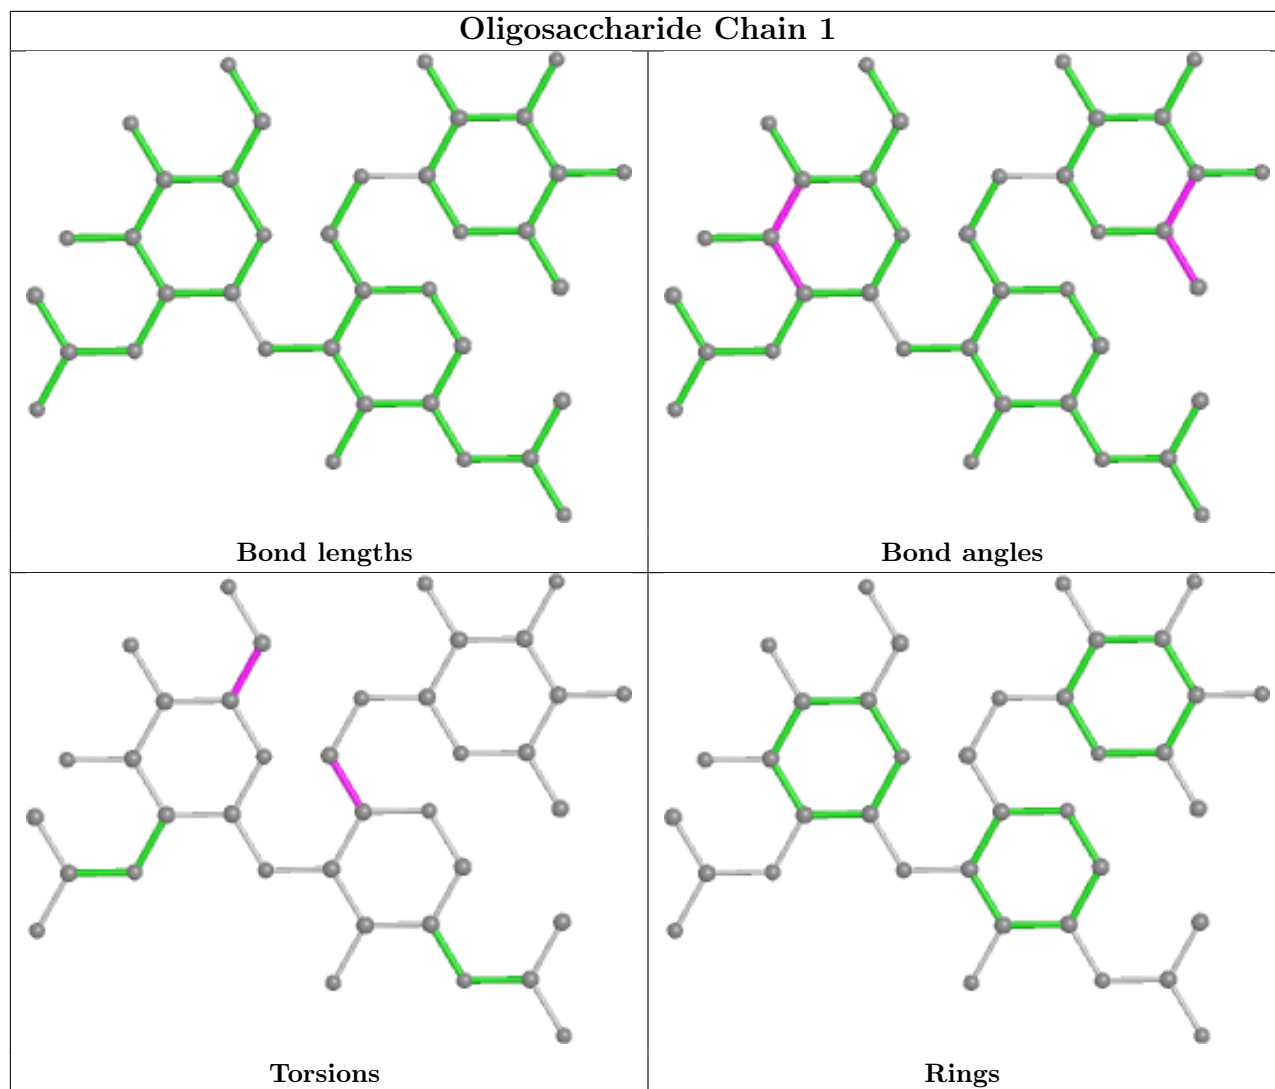 Oligosaccharide Chain 1
Bond lengths
Bond angles
Torsions
Rings